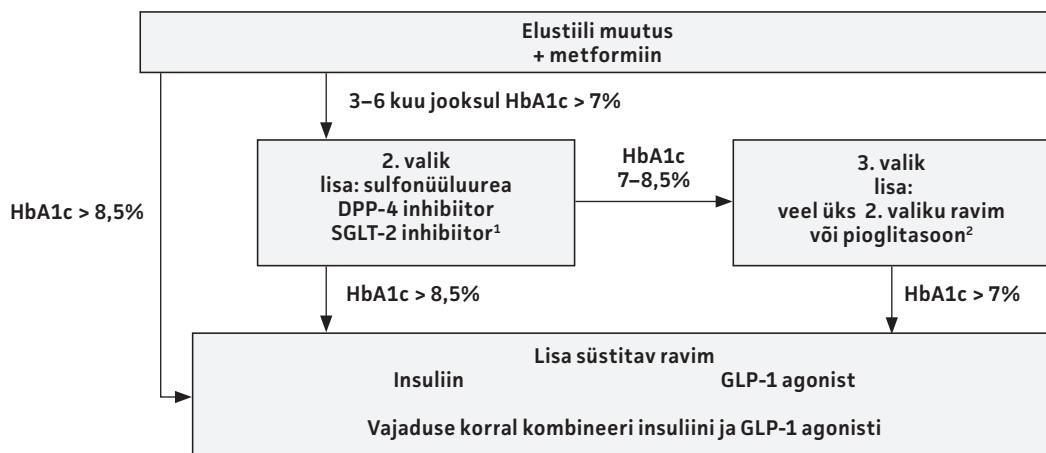 Elustiili muutus
+ metformiin
3–6 kuu jooksul HbA1c > 7%
2. valik
lisa: sulfonüüluurea
DPP-4 inhibiitor
SGLT-2 inhibiitor¹
HbA1c
7–8,5%
3. valik
lisa:
veel üks 2. valiku ravim
või pioglitasoon²
HbA1c > 8,5%
HbA1c > 8,5%
HbA1c > 7%
Lisa süstitav ravim
Insuliin GLP-1 agonist
Vajaduse korral kombineeri insuliini ja GLP-1 agonisti